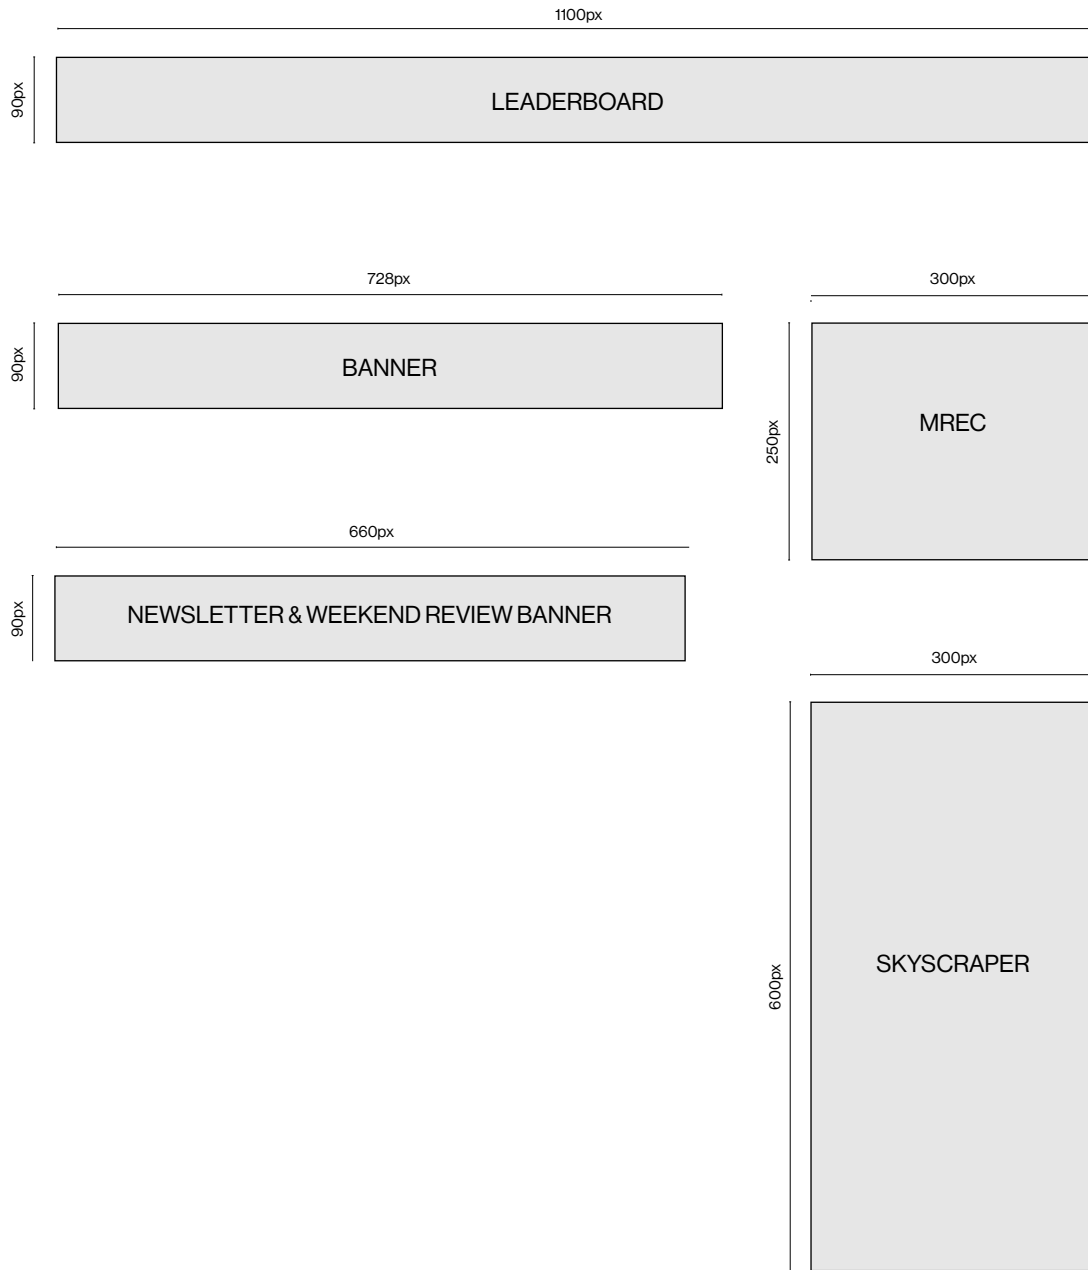 1100px
90px
LEADERBOARD
728px
90px
BANNER
300px
250px
MREC
660px
90px
NEWSLETTER & WEEKEND REVIEW BANNER
300px
600px
SKYSCRAPER